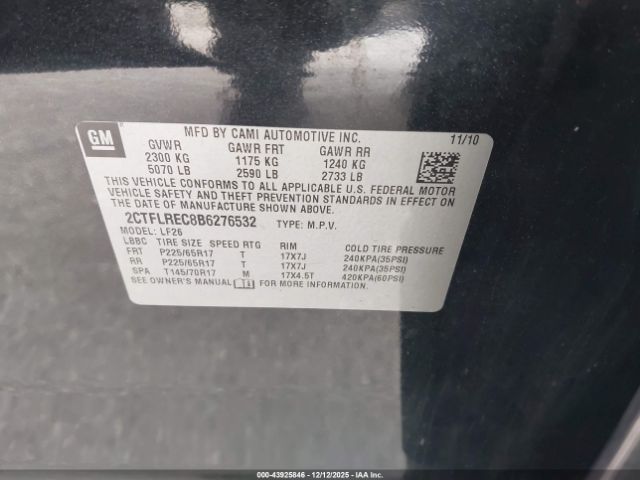 GM
MFD BY CAMI AUTOMOTIVE INC. 11/10
GVWR GAWR FRT GAWR RR
2300 KG 1175 KG 1240 KG
5070 LB 2590 LB 2733 LB
THIS VEHICLE CONFORMS TO ALL APPLICABLE U.S. FEDERAL MOTOR
VEHICLE SAFETY AND THEFT PREVENTION STANDARDS IN EFFECT ON
THE DATE OF MANUFACTURE SHOWN ABOVE.
2CTFLREC8B6276532 TYPE: M.P.V.
MODEL: LF26
LBBC TIRE SIZE SPEED RTG RIM COLD TIRE PRESSURE
FRT P225/65R17 T 17X7J 240KPA(35PSI)
RR P225/65R17 T 17X7J 240KPA(35PSI)
SPA T145/70R17 M 17X4.5T 420KPA(60PSI)
SEE OWNER'S MANUAL FOR MORE INFORMATION.
000-43925846 - 12/12/2025 - IAA Inc.